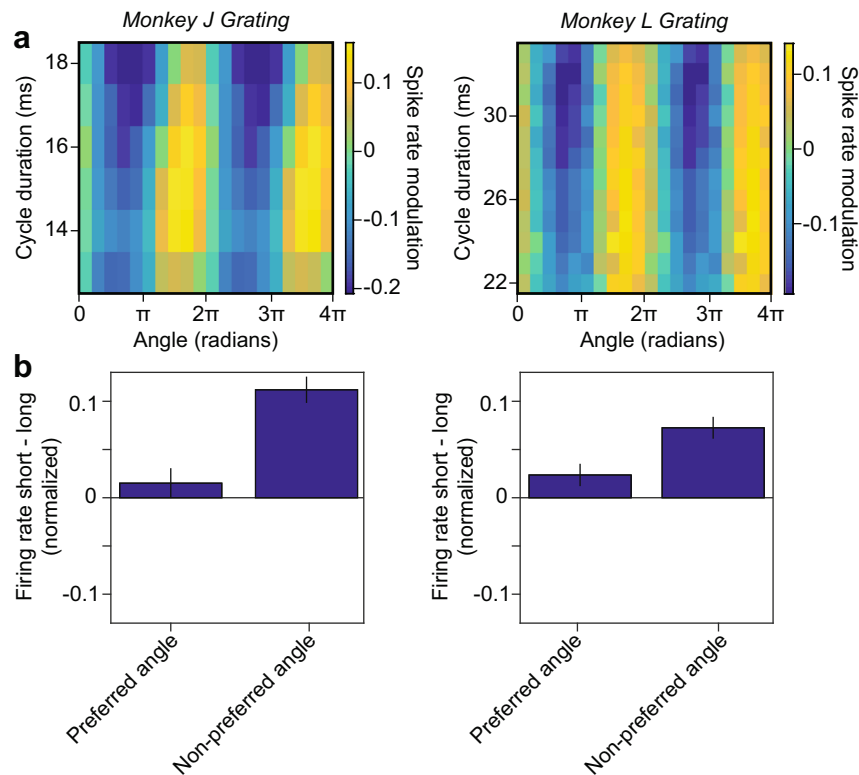 a
Monkey J Grating
Monkey L Grating
Cycle duration (ms)
18
16
14
0 π 2π 3π 4π
Angle (radians)
0.1
0
-0.1
-0.2
Spike rate modulation
Cycle duration (ms)
30
26
22
0 π 2π 3π 4π
Angle (radians)
0.1
0
-0.1
Spike rate modulation
b
Firing rate short - long
(normalized)
0.1
0
-0.1
Preferred angle
Non-preferred angle
Firing rate short - long
(normalized)
0.1
0
-0.1
Preferred angle
Non-preferred angle